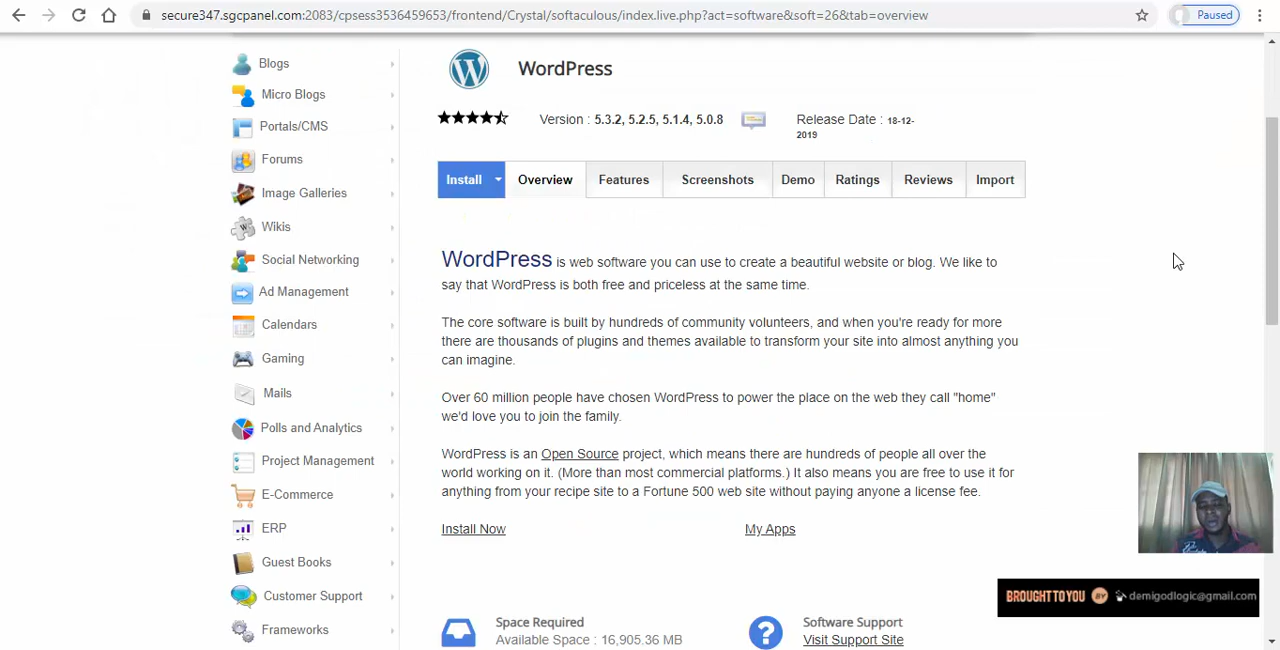 secure347.sgcpanel.com:2083/cpsess3536459653/frontend/Crystal/softaculous/index.live.php?act=software&soft=26&tab=overview
Paused
Blogs
Micro Blogs
Portals/CMS
Forums
Image Galleries
Wikis
Social Networking
Ad Management
Calendars
Gaming
Mails
Polls and Analytics
Project Management
E-Commerce
ERP
Guest Books
Customer Support
Frameworks
WordPress
Version : 5.3.2, 5.2.5, 5.1.4, 5.0.8
Release Date : 18-12-
2019
Install Overview Features Screenshots Demo Ratings Reviews Import
WordPress is web software you can use to create a beautiful website or blog. We like to
say that WordPress is both free and priceless at the same time.
The core software is built by hundreds of community volunteers, and when you're ready for more
there are thousands of plugins and themes available to transform your site into almost anything you
can imagine.
Over 60 million people have chosen WordPress to power the place on the web they call "home"
we'd love you to join the family.
WordPress is an Open Source project, which means there are hundreds of people all over the
world working on it. (More than most commercial platforms.) It also means you are free to use it for
anything from your recipe site to a Fortune 500 web site without paying anyone a license fee.
Install Now My Apps
Space Required
Available Space : 16,905.36 MB
Software Support
Visit Support Site
BROUGHT TO YOU BY demigodlogic@gmail.com